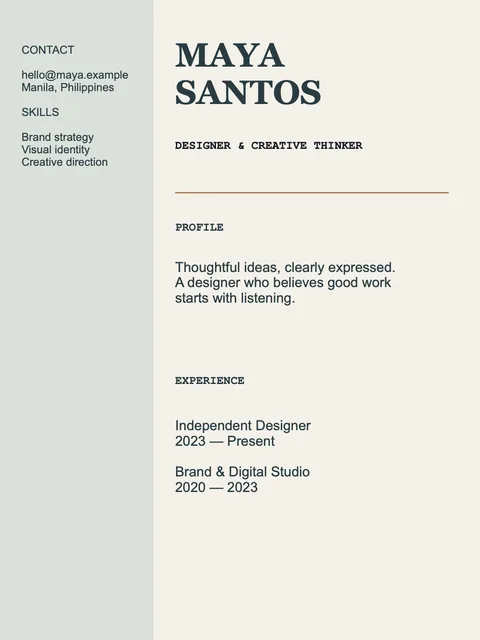 CONTACT
hello@maya.example
Manila, Philippines
SKILLS
Brand strategy
Visual identity
Creative direction
MAYA
SANTOS
DESIGNER & CREATIVE THINKER
PROFILE
Thoughtful ideas, clearly expressed.
A designer who believes good work
starts with listening.
EXPERIENCE
Independent Designer
2023 — Present
Brand & Digital Studio
2020 — 2023